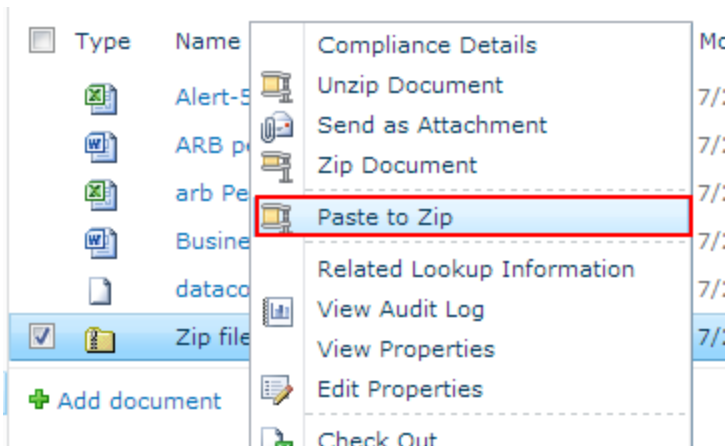 Type Name
Compliance Details
Unzip Document
Send as Attachment
Zip Document
Paste to Zip
Related Lookup Information
View Audit Log
View Properties
Edit Properties
Check Out
Alert-
ARB
arb Pe
Busine
dataco
Zip file
Add document
Mo
7/
7/
7/
7/
7/
7/